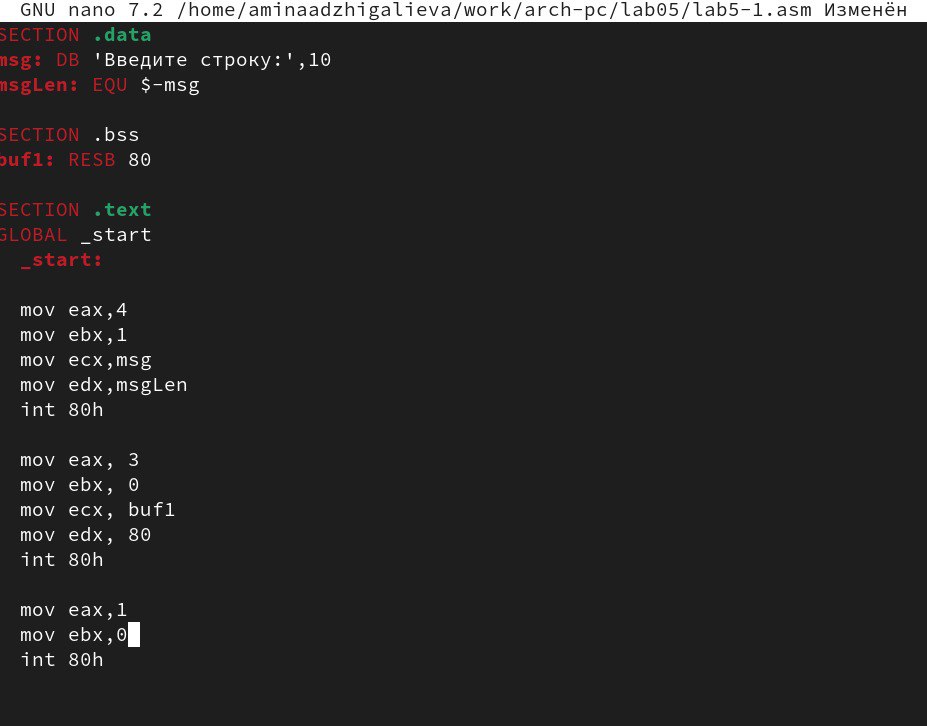 GNU nano 7.2 /home/aminaadzhigalieva/work/arch-pc/lab05/lab5-1.asm Изменён
SECTION .data
msg: DB 'Введите строку:',10
msgLen: EQU $-msg
SECTION .bss
buf1: RESB 80
SECTION .text
GLOBAL _start
_start:
mov eax,4
mov ebx,1
mov ecx,msg
mov edx,msgLen
int 80h
mov eax, 3
mov ebx, 0
mov ecx, buf1
mov edx, 80
int 80h
mov eax,1
mov ebx,0
int 80h